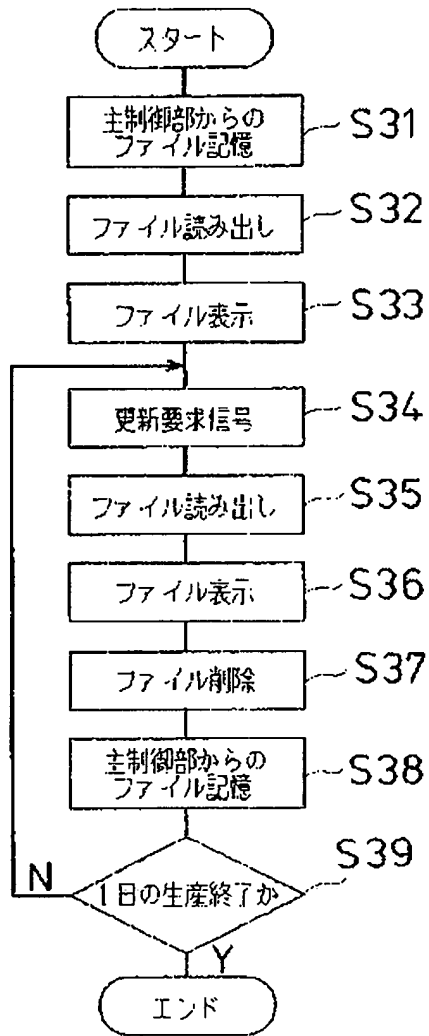 スタート
主制御部からの
ファイル記憶
S31
ファイル読み出し
S32
ファイル表示
S33
更新要求信号
S34
ファイル読み出し
S35
ファイル表示
S36
ファイル削除
S37
主制御部からの
ファイル記憶
S38
1日の生産終了か
S39
N
Y
エンド